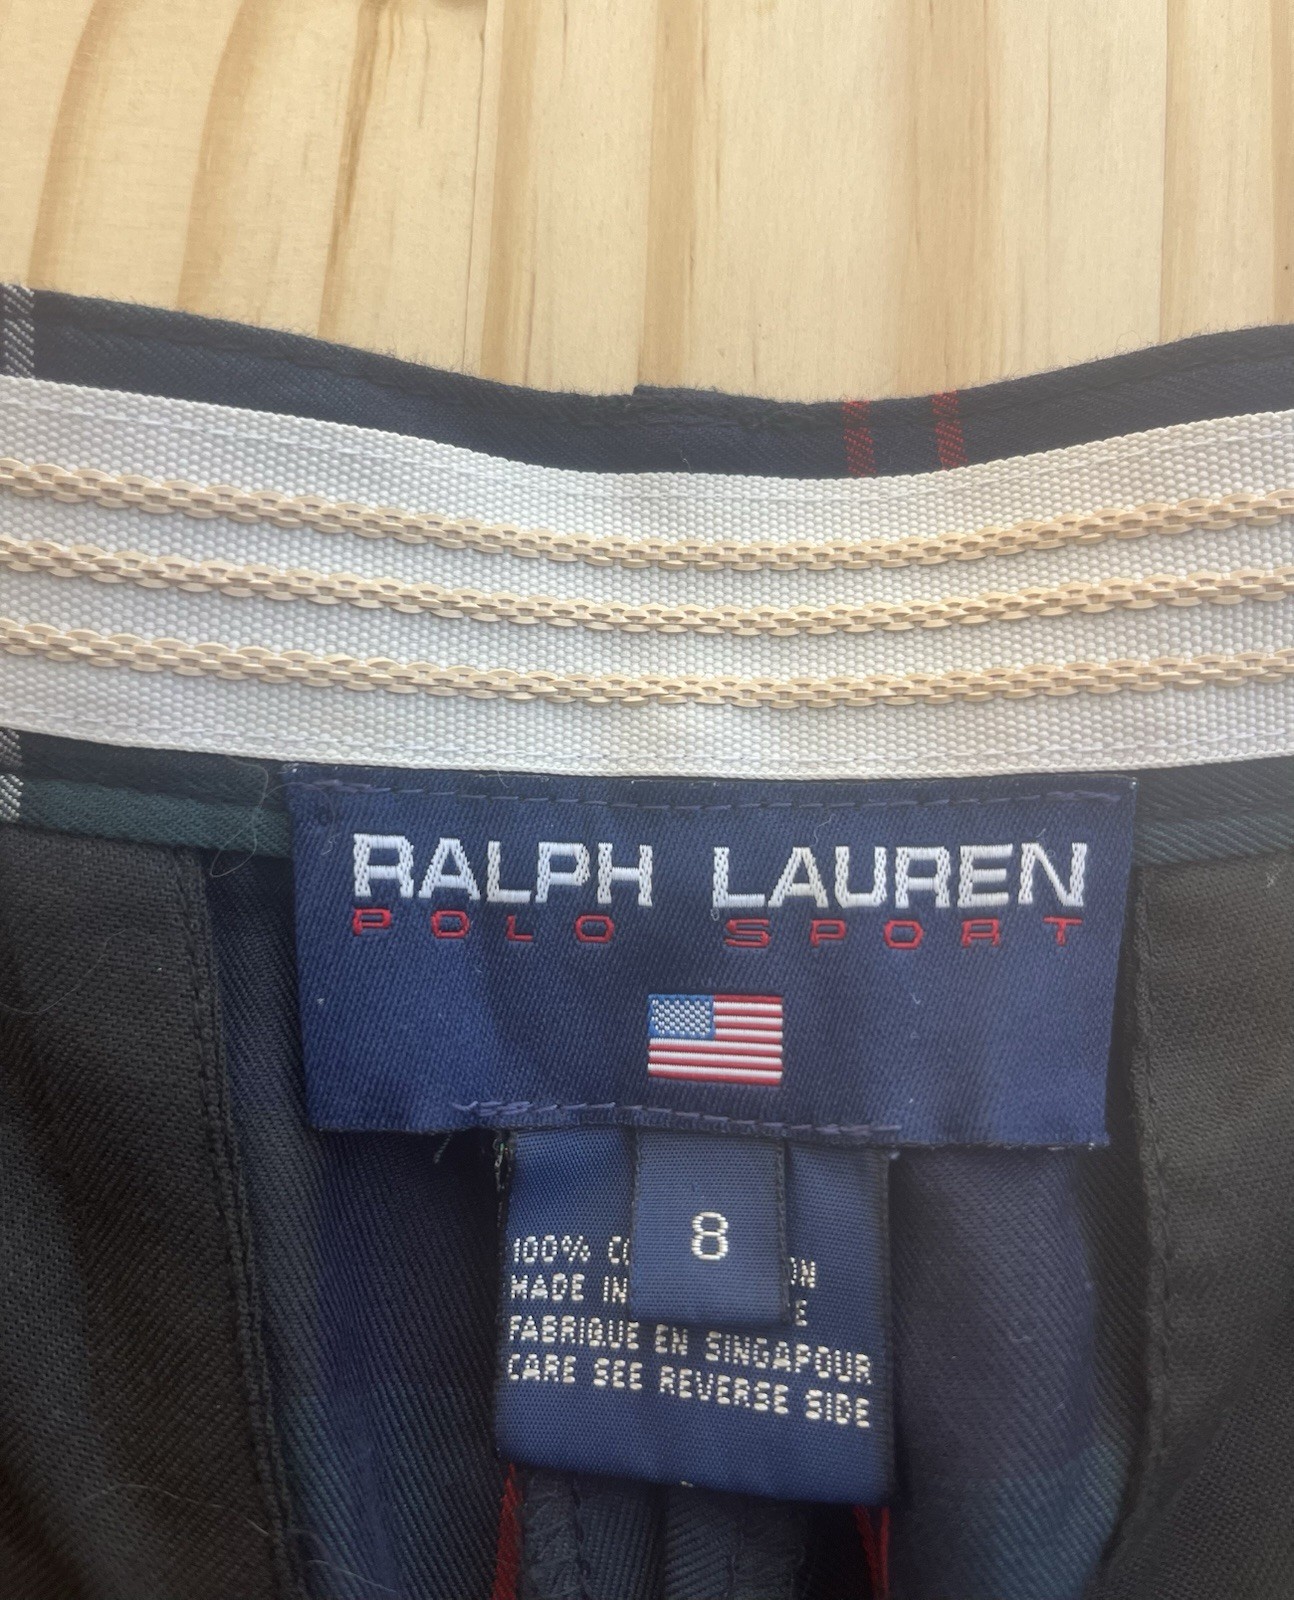 RALPH LAUREN
POLO SPORT
8
100%
MADE IN
FABRIQUE EN SINGAPOUR
CARE SEE REVERSE SIDE